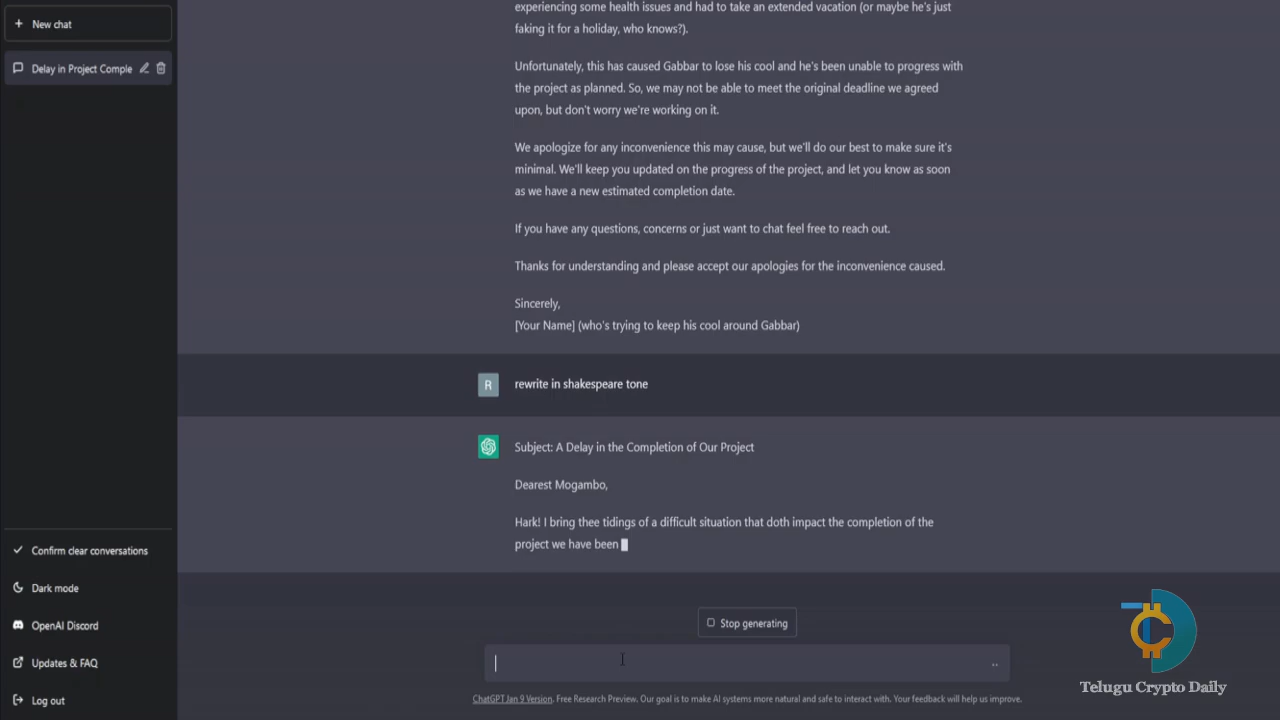 New chat
Delay in Project Comple
experiencing some health issues and had to take an extended vacation (or maybe he's just
faking it for a holiday, who knows?).
Unfortunately, this has caused Gabbar to lose his cool and he's been unable to progress with
the project as planned. So, we may not be able to meet the original deadline we agreed
upon, but don't worry we're working on it.
We apologize for any inconvenience this may cause, but we'll do our best to make sure it's
minimal. We'll keep you updated on the progress of the project, and let you know as soon
as we have a new estimated completion date.
If you have any questions, concerns or just want to chat feel free to reach out.
Thanks for understanding and please accept our apologies for the inconvenience caused.
Sincerely,
[Your Name] (who's trying to keep his cool around Gabbar)
R
rewrite in shakespeare tone
Subject: A Delay in the Completion of Our Project
Dearest Mogambo,
Hark! I bring thee tidings of a difficult situation that doth impact the completion of the
project we have been
Confirm clear conversations
Dark mode
OpenAI Discord
Updates & FAQ
Log out
Stop generating
ChatGPT Jan 9 Version. Free Research Preview. Our goal is to make AI systems more natural and safe to interact with. Your feedback will help us improve.
Telugu Crypto Daily